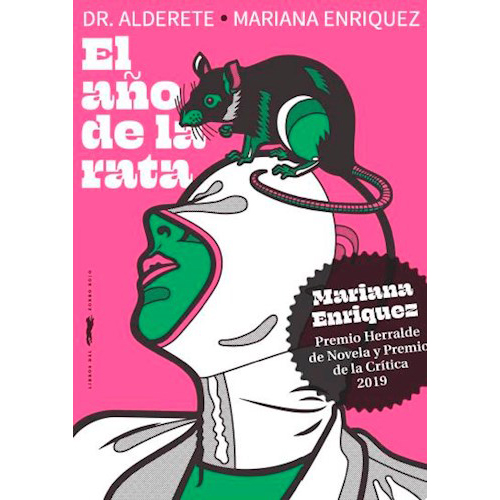 DR. ALDERETE • MARIANA ENRIQUEZ
El
año
de la
rata
Mariana
Enriquez
Premio Herralde
de Novela y Premio
de la Crítica
2019
LIBROS DEL ZORRO ROJO